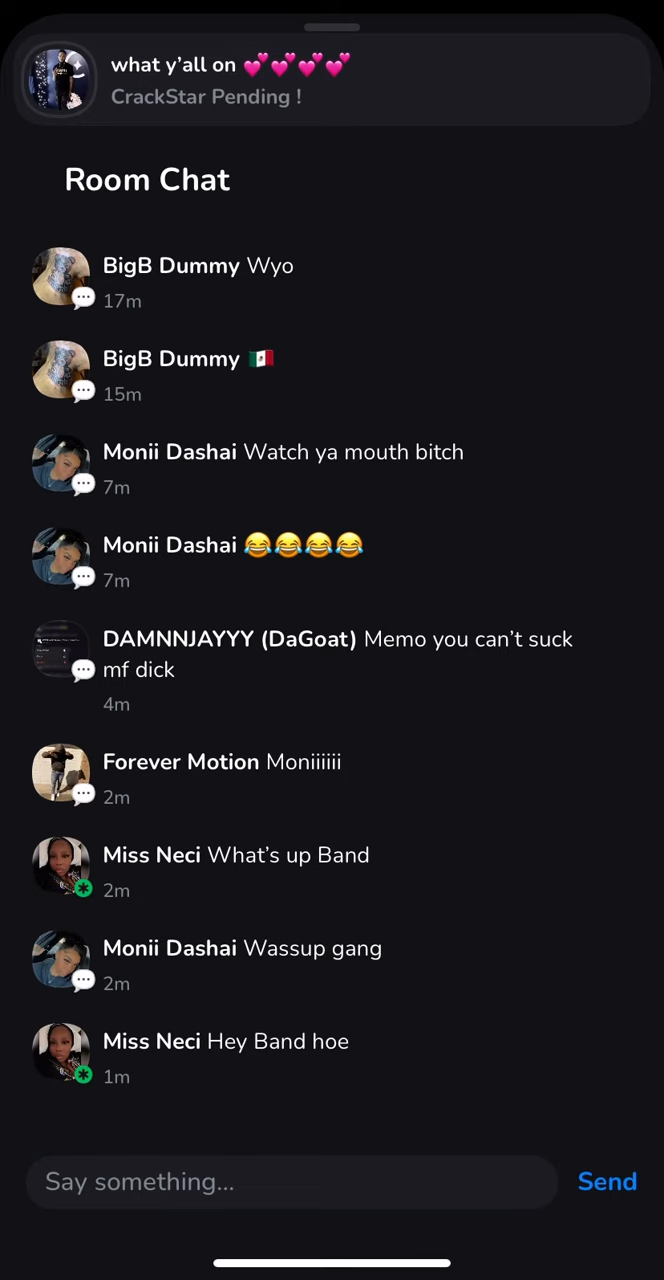 what y’all on 💕💕💕💕
CrackStar Pending !
Room Chat
BigB Dummy Wyo
17m
BigB Dummy 🇲🇽
15m
Monii Dashai Watch ya mouth bitch
7m
Monii Dashai 😂😂😂😂
7m
DAMNNJAYYY (DaGoat) Memo you can’t suck
mf dick
4m
Forever Motion Moniiiiii
2m
Miss Neci What’s up Band
2m
Monii Dashai Wassup gang
2m
Miss Neci Hey Band hoe
1m
Say something...
Send